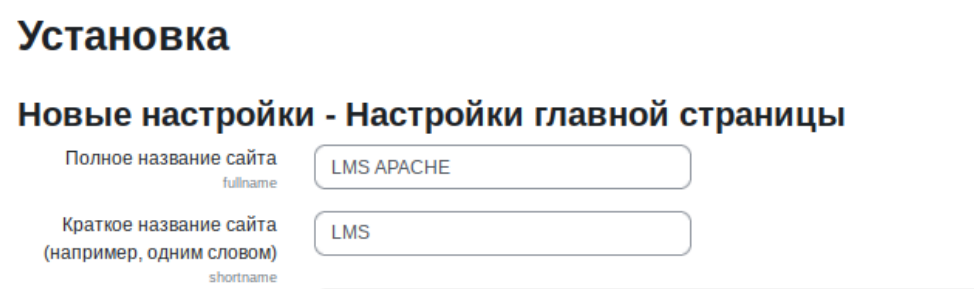 Установка
Новые настройки - Настройки главной страницы
Полное название сайта
fullname
LMS APACHE
Краткое название сайта
(например, одним словом)
shortname
LMS